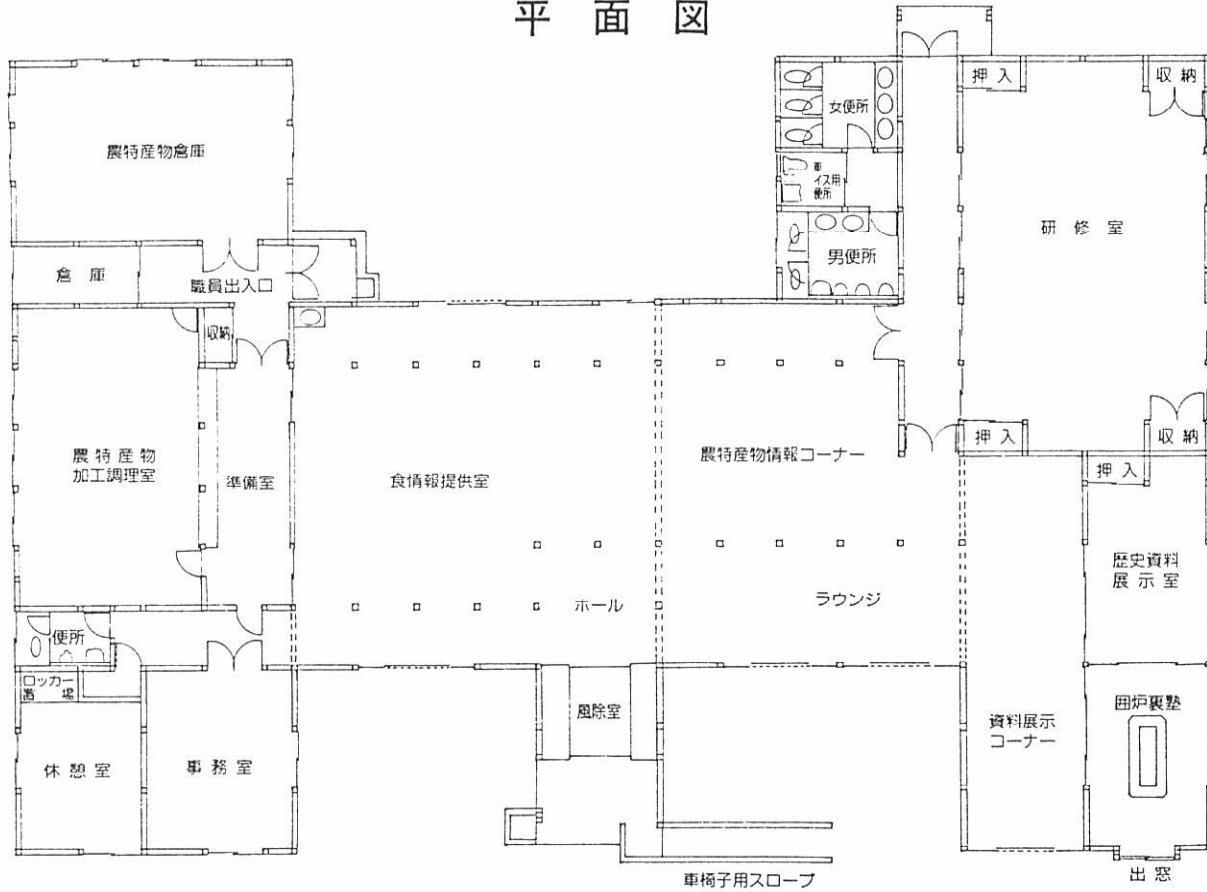 平面図
押入
収納
女便所
農特産物倉庫
車
イス用
便所
研修室
男便所
倉庫
職員出入口
収納
押入
収納
農特産物
加工調理室
準備室
食情報提供室
農特産物情報コーナー
押入
歴史資料
展示室
ホール
ラウンジ
便所
ロッカー
置場
風除室
囲炉裏塾
資料展示
コーナー
休憩室
事務室
出窓
車椅子用スロープ